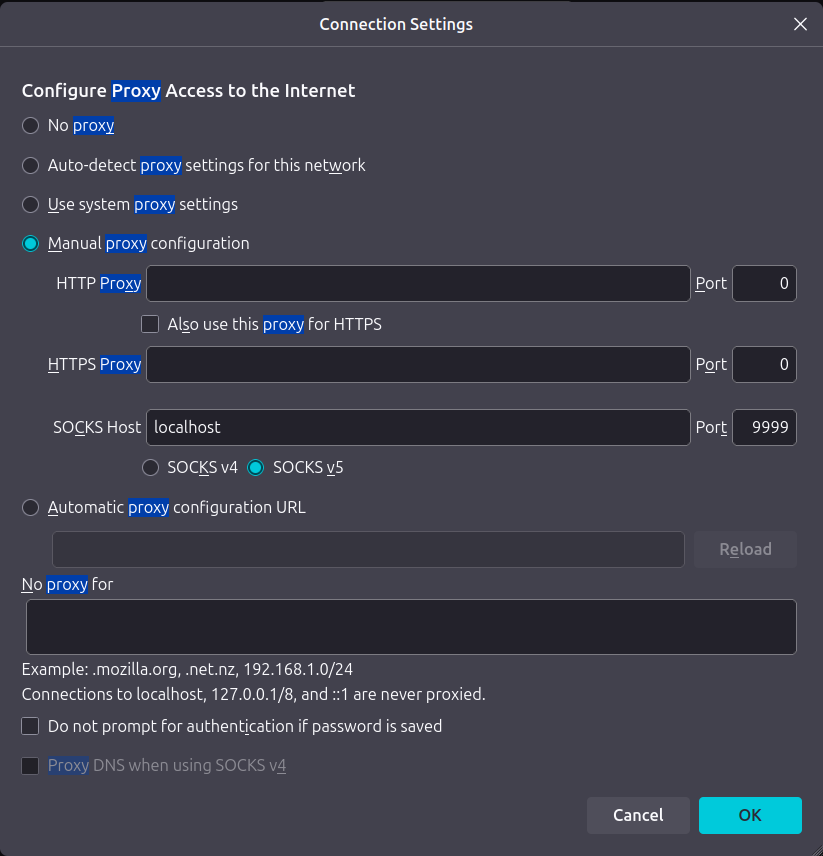 Connection Settings
Configure Proxy Access to the Internet
No proxy
Auto-detect proxy settings for this network
Use system proxy settings
Manual proxy configuration
HTTP Proxy Port 0
Also use this proxy for HTTPS
HTTPS Proxy Port 0
SOCKS Host localhost Port 9999
SOCKS v4 SOCKS v5
Automatic proxy configuration URL
Reload
No proxy for
Example: .mozilla.org, .net.nz, 192.168.1.0/24
Connections to localhost, 127.0.0.1/8, and ::1 are never proxied.
Do not prompt for authentication if password is saved
Proxy DNS when using SOCKS v4
Cancel OK